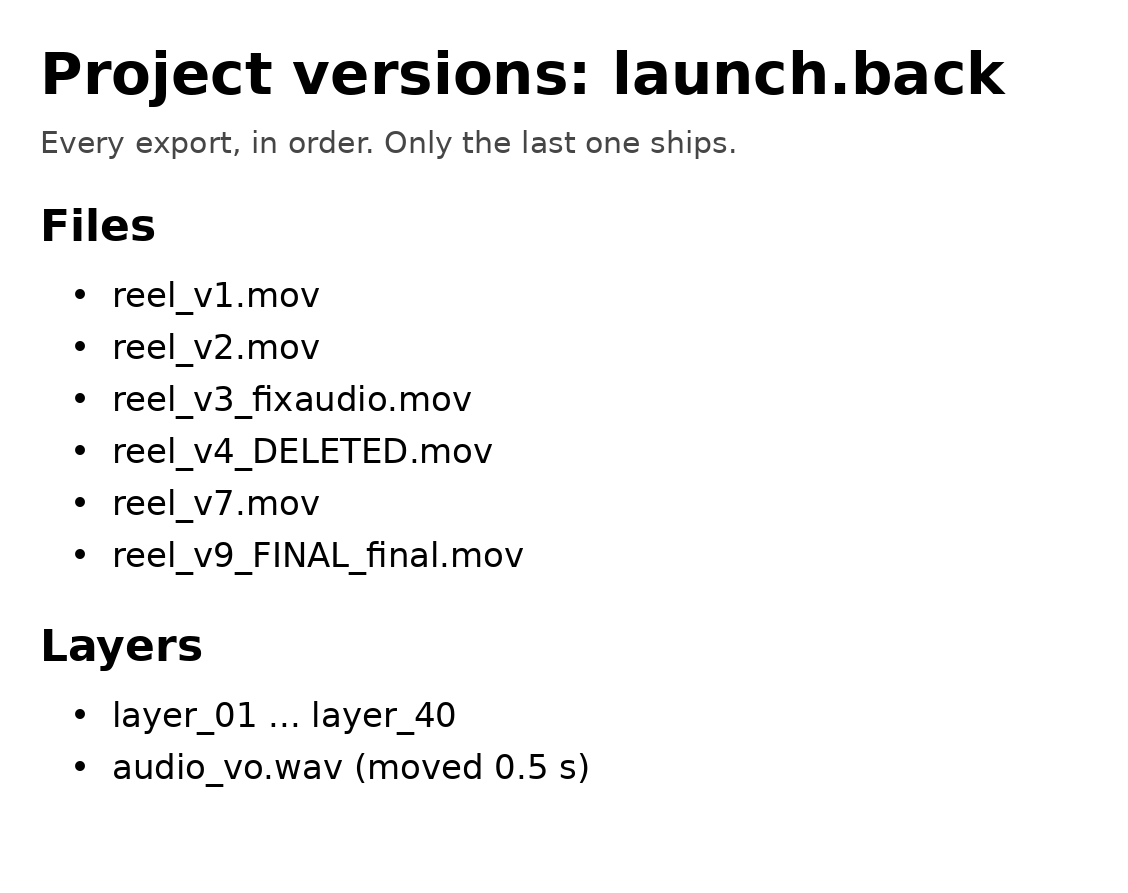 Project versions: launch.back
Every export, in order. Only the last one ships.
Files
• reel_v1.mov
• reel_v2.mov
• reel_v3_fixaudio.mov
• reel_v4_DELETED.mov
• reel_v7.mov
• reel_v9_FINAL_final.mov
Layers
• layer_01 ... layer_40
• audio_vo.wav (moved 0.5 s)